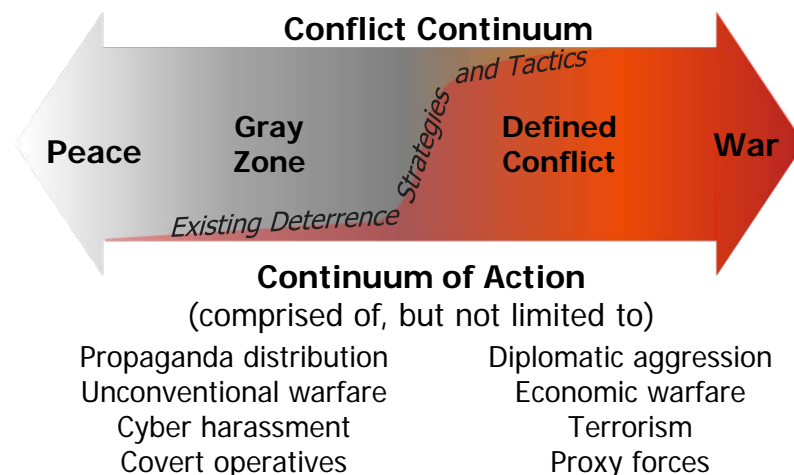 Conflict Continuum
Peace
Gray
Zone
Existing Deterrence Strategies and Tactics
Defined
Conflict
War
Continuum of Action
(comprised of, but not limited to)
Propaganda distribution
Unconventional warfare
Cyber harassment
Covert operatives
Diplomatic aggression
Economic warfare
Terrorism
Proxy forces